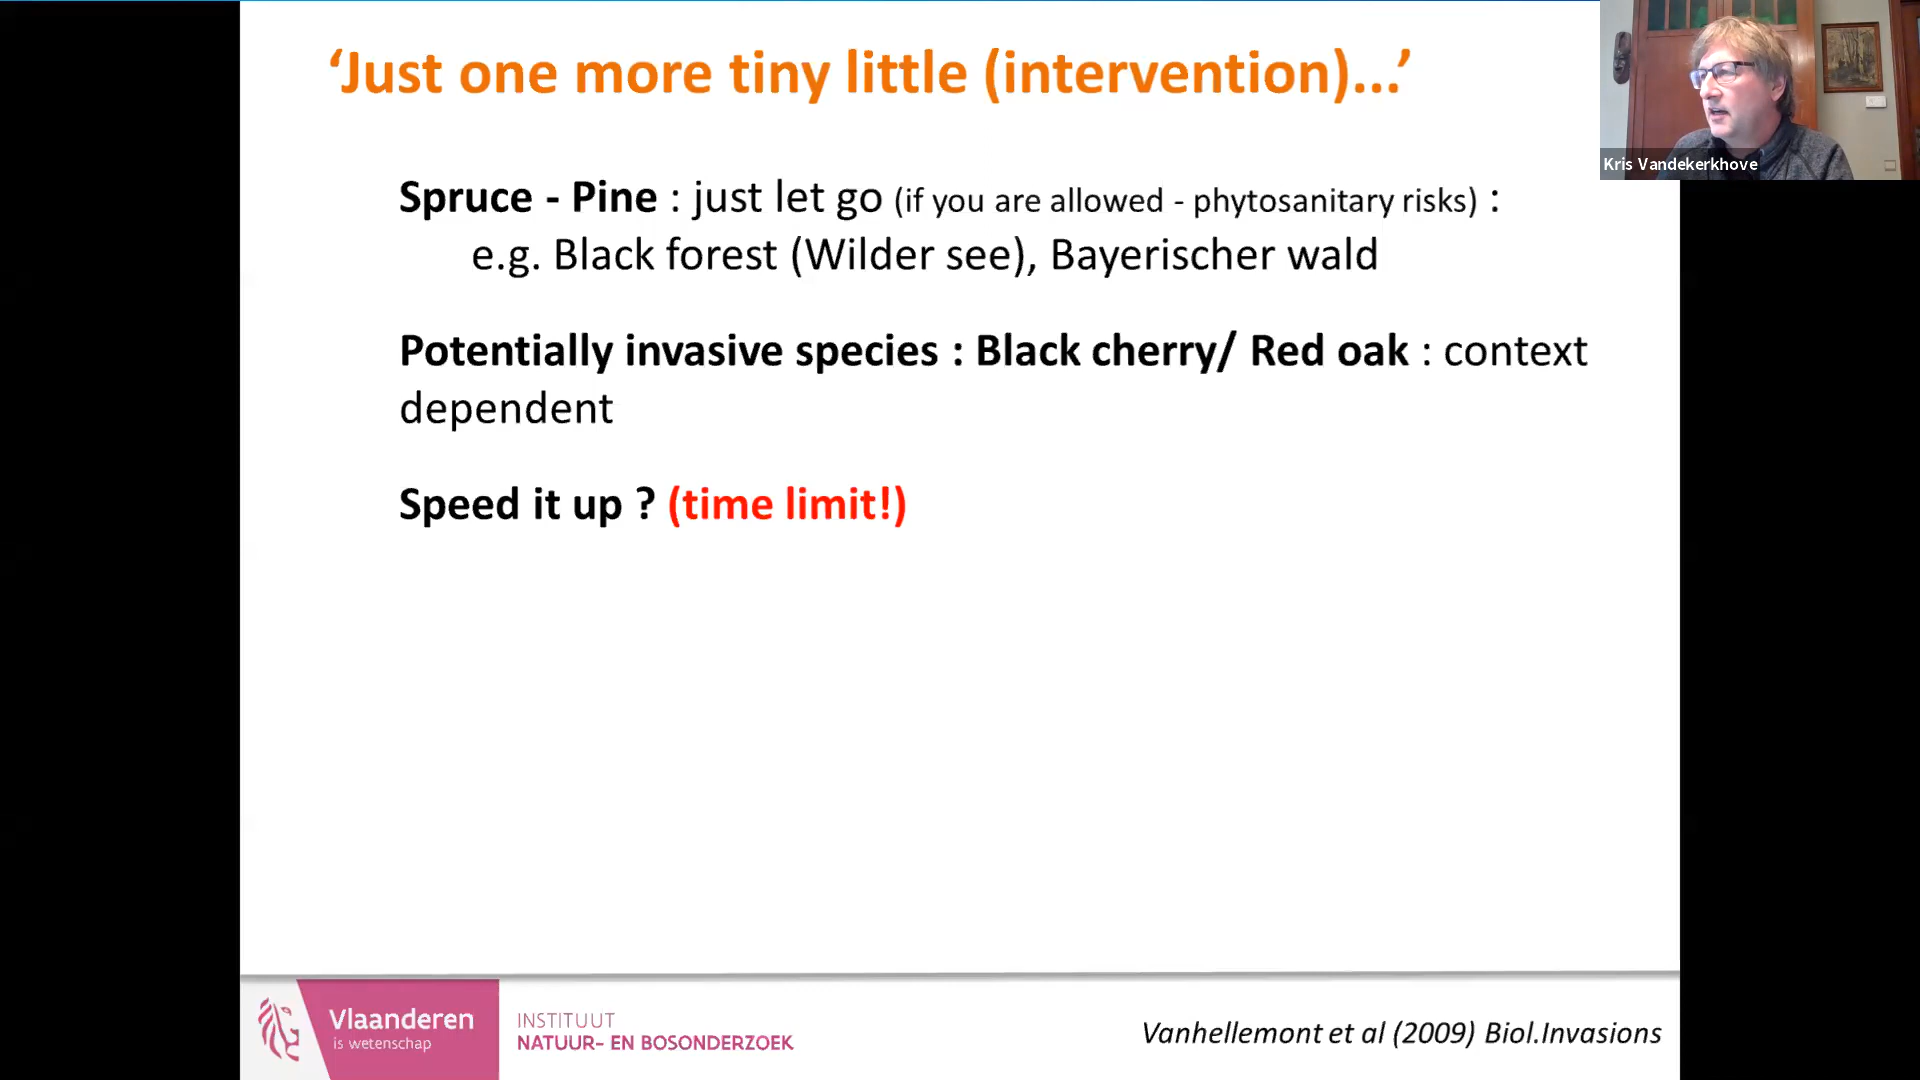 ‘Just one more tiny little (intervention)...’
Kris Vandekerkhove
Spruce - Pine : just let go (if you are allowed - phytosanitary risks) :
e.g. Black forest (Wilder see), Bayerischer wald
Potentially invasive species : Black cherry/ Red oak : context
dependent
Speed it up ? (time limit!)
Vlaanderen
is wetenschap
INSTITUUT
NATUUR- EN BOSONDERZOEK
Vanhellemont et al (2009) Biol.Invasions